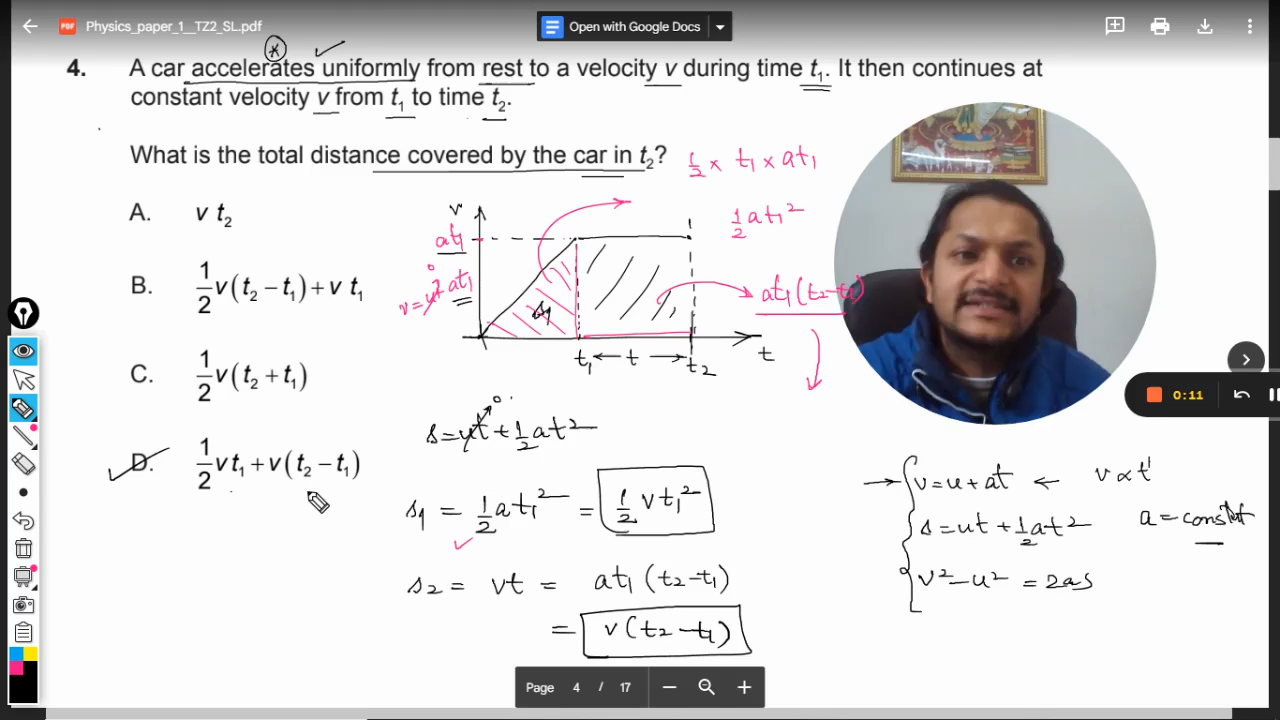 Physics_paper_1__TZ2_SL.pdf
Open with Google Docs
4. A car accelerates uniformly from rest to a velocity v during time t₁. It then continues at
constant velocity v from t₁ to time t₂.
What is the total distance covered by the car in t₂?
A. v t₂
B. 1/2 v(t₂ − t₁) + v t₁
C. 1/2 v(t₂ + t₁)
D. 1/2 vt₁ + v(t₂ − t₁)
1/2 × t₁ × at₁
1/2 at₁²
v
at₁
at₁
at₁(t₂−t₁)
t₁ t t₂
t
s = ut + 1/2 at²
s₁ = 1/2 at₁² = 1/2 vt₁²
s₂ = vt = at₁ (t₂−t₁)
= v(t₂−t₁)
v = u + at
v ∝ t¹
s = ut + 1/2 at²
a = constant
v² − u² = 2as
0:11
Page 4 / 17